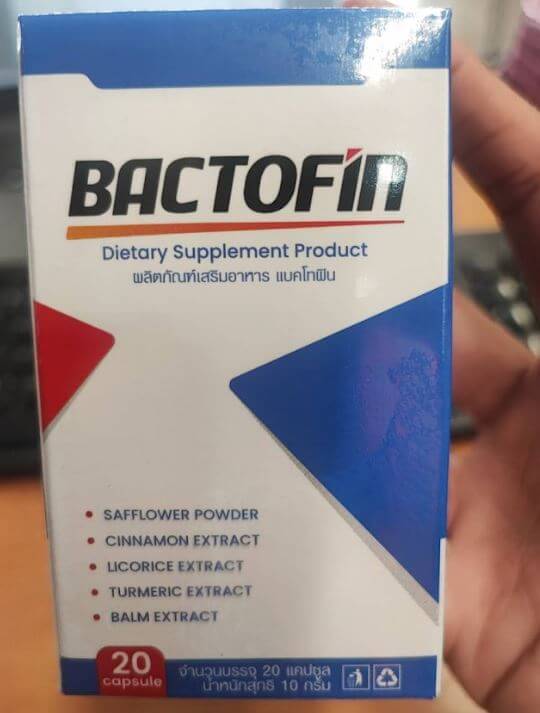 BACTOFIN
Dietary Supplement Product
ผลิตภัณฑ์เสริมอาหาร แบคโทฟิน
• SAFFLOWER POWDER
• CINNAMON EXTRACT
• LICORICE EXTRACT
• TURMERIC EXTRACT
• BALM EXTRACT
20 จำนวนบรรจุ 20 แคปซูล
capsule น้ำหนักสุทธิ 10 กรัม